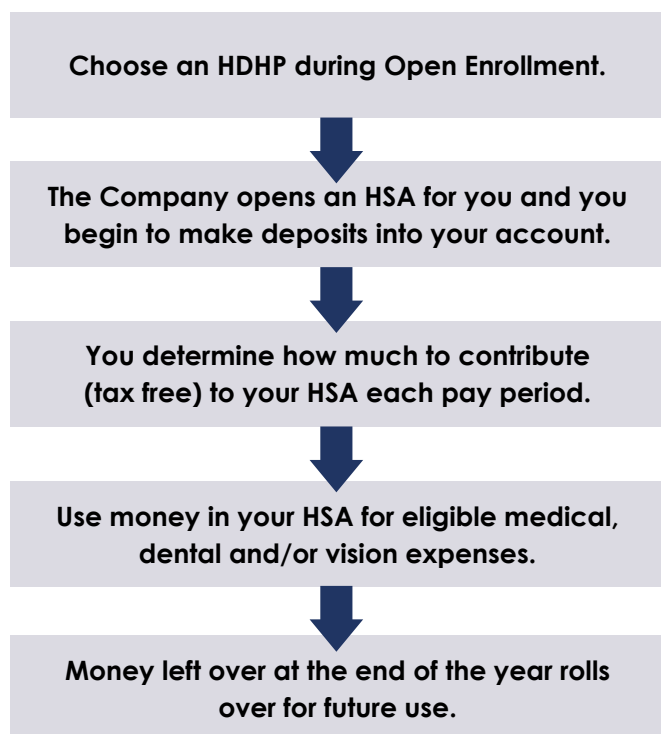 Choose an HDHP during Open Enrollment.
The Company opens an HSA for you and you
begin to make deposits into your account.
You determine how much to contribute
(tax free) to your HSA each pay period.
Use money in your HSA for eligible medical,
dental and/or vision expenses.
Money left over at the end of the year rolls
over for future use.